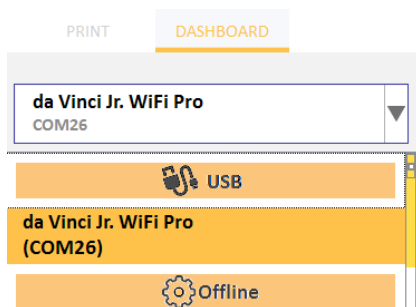 PRINT DASHBOARD
da Vinci Jr. WiFi Pro
COM26
USB
da Vinci Jr. WiFi Pro
(COM26)
Offline